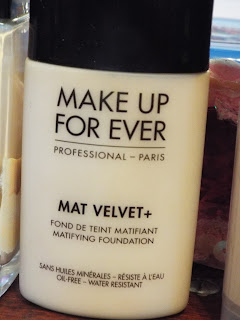 MAKE UP
FOR EVER
PROFESSIONAL – PARIS
MAT VELVET+
FOND DE TEINT MATIFIANT
MATIFYING FOUNDATION
SANS HUILES MINÉRALES – RÉSISTE À L'EAU
OIL-FREE – WATER RESISTANT